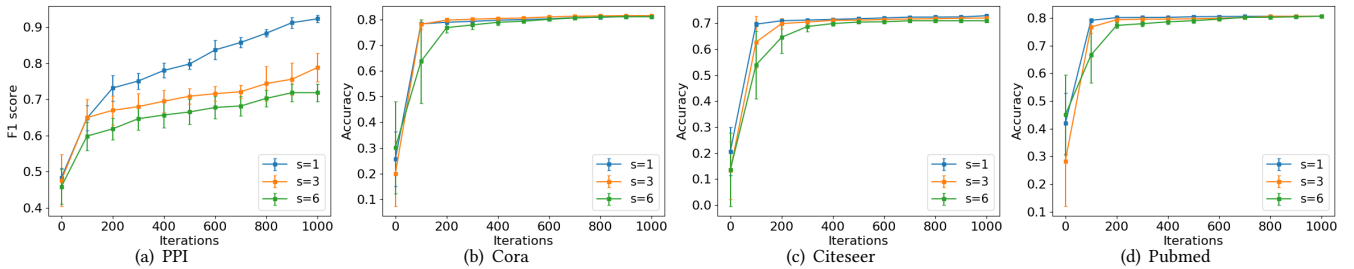 F1 score
0.9
0.8
0.7
0.6
0.5
0.4
s=1
s=3
s=6
0 200 400 600 800 1000
Iterations
(a) PPI
Accuracy
0.8
0.7
0.6
0.5
0.4
0.3
0.2
0.1
s=1
s=3
s=6
0 200 400 600 800 1000
Iterations
(b) Cora
Accuracy
0.7
0.6
0.5
0.4
0.3
0.2
0.1
0.0
s=1
s=3
s=6
0 200 400 600 800 1000
Iterations
(c) Citeseer
Accuracy
0.8
0.7
0.6
0.5
0.4
0.3
0.2
0.1
s=1
s=3
s=6
0 200 400 600 800 1000
Iterations
(d) Pubmed